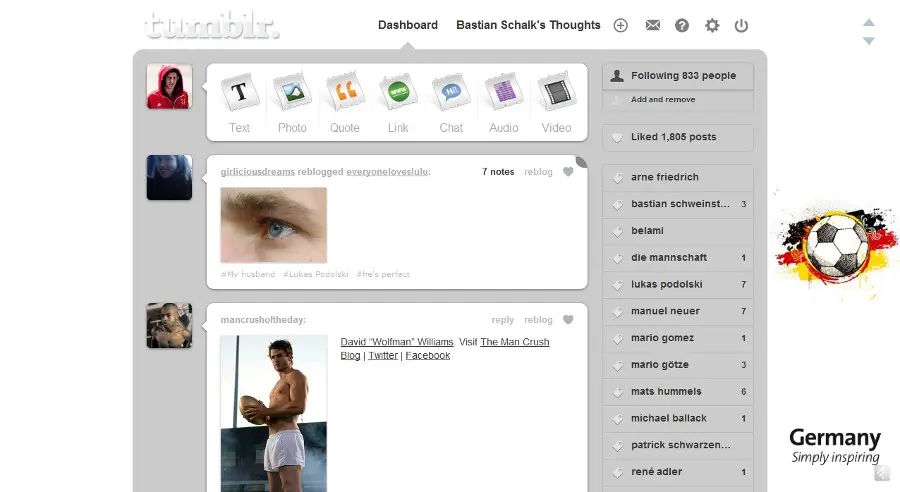 tumblr.
Dashboard
Bastian Schalk's Thoughts
T
Hi!
www
Text
Photo
Quote
Link
Chat
Audio
Video
Following 833 people
Add and remove
Liked 1,805 posts
girliciousdreams reblogged everyoneloveslulu:
7 notes reblog
#My husband #Lukas Podolski #he's perfect
mancrushoftheday:
reply reblog
David "Wolfman" Williams. Visit The Man Crush
Blog | Twitter | Facebook
arne friedrich
bastian schweinst... 3
belami
die mannschaft 1
lukas podolski 7
manuel neuer 7
mario gomez 1
mario götze 3
mats hummels 6
michael ballack 1
patrick schwarzen...
rené adler 1
Germany
Simply inspiring